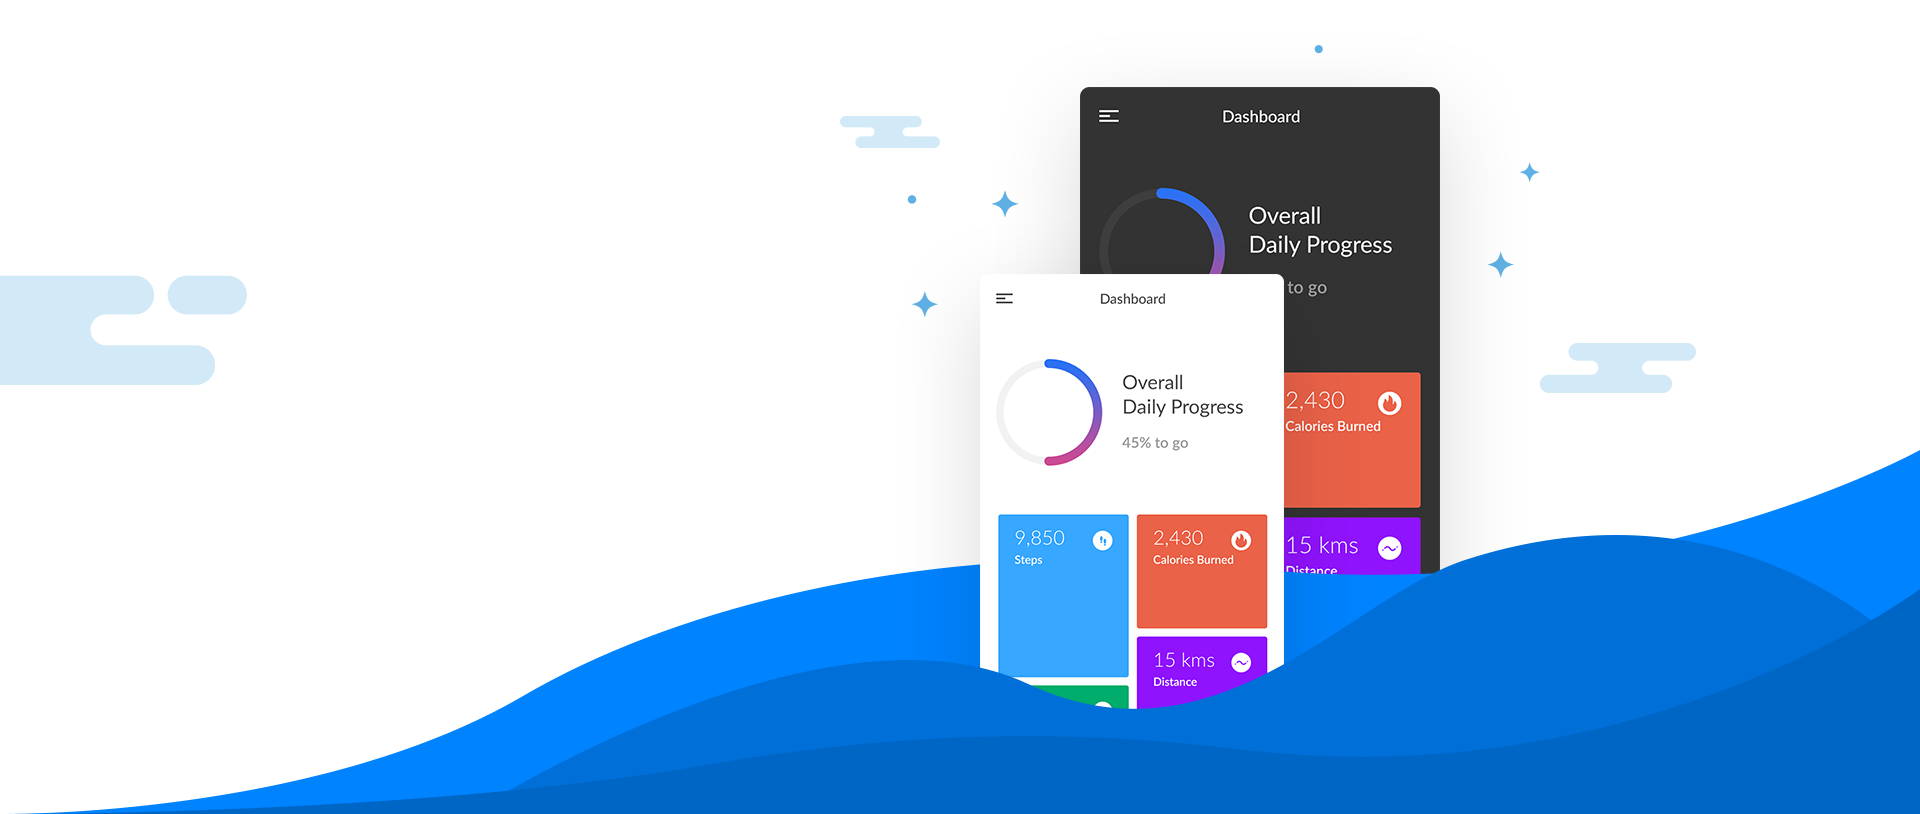 Dashboard
Overall
Daily Progress
to go
2,430
Calories Burned
15 kms
Distance
Dashboard
Overall
Daily Progress
45% to go
9,850
Steps
2,430
Calories Burned
15 kms
Distance